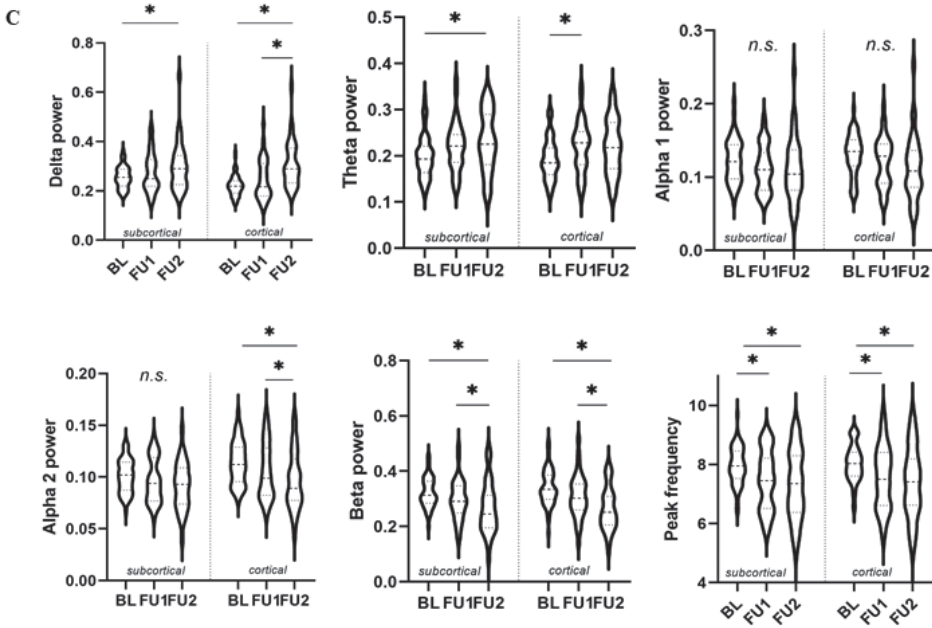 C
* *
*
0.8
0.6
0.4
0.2
0.0
Delta power
subcortical cortical
BL FU1 FU2 BL FU1 FU2
* *
0.5
0.4
0.3
0.2
0.1
0.0
Theta power
subcortical cortical
BL FU1FU2 BL FU1FU2
n.s. n.s.
0.3
0.2
0.1
0.0
Alpha 1 power
subcortical cortical
BL FU1FU2 BL FU1FU2
n.s. *
*
0.20
0.15
0.10
0.05
0.00
Alpha 2 power
subcortical cortical
BL FU1FU2 BL FU1FU2
* *
* *
0.8
0.6
0.4
0.2
0.0
Beta power
subcortical cortical
BL FU1FU2 BL FU1FU2
* *
* *
10
8
6
4
Peak frequency
subcortical cortical
BL FU1 FU2 BL FU1 FU2